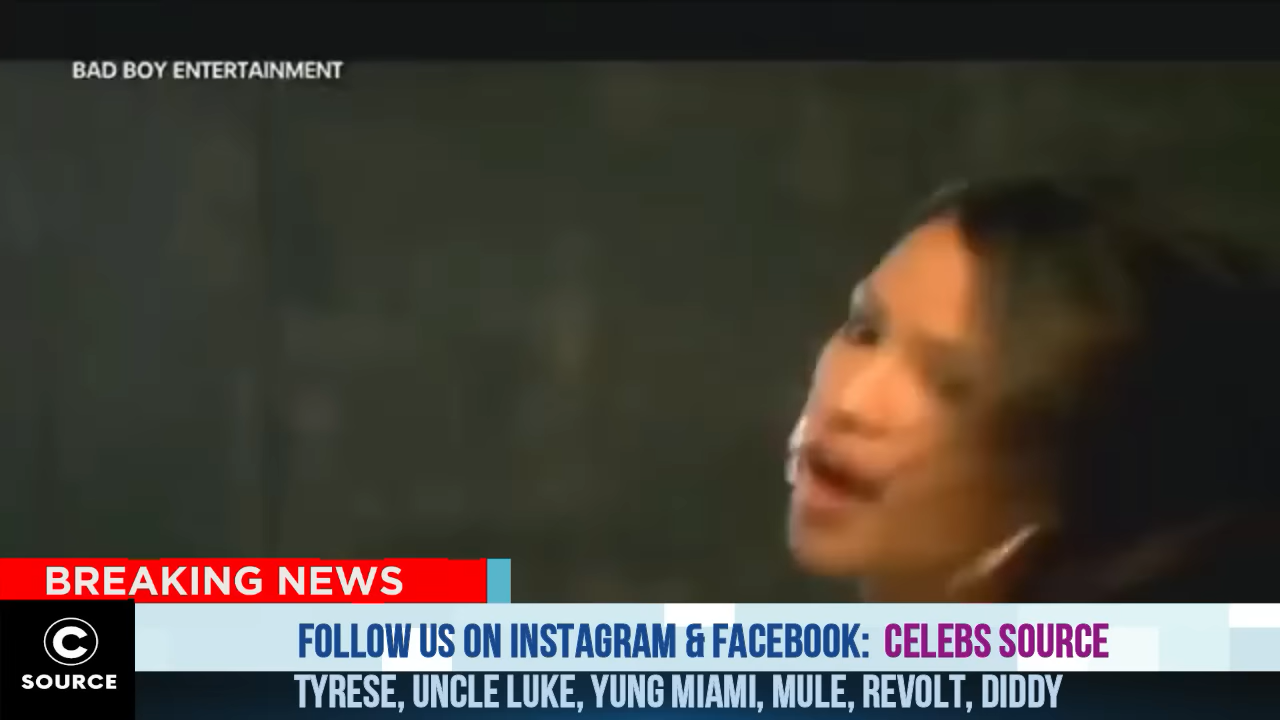 BAD BOY ENTERTAINMENT
BREAKING NEWS
C
SOURCE
FOLLOW US ON INSTAGRAM & FACEBOOK: CELEBS SOURCE
TYRESE, UNCLE LUKE, YUNG MIAMI, MULE, REVOLT, DIDDY